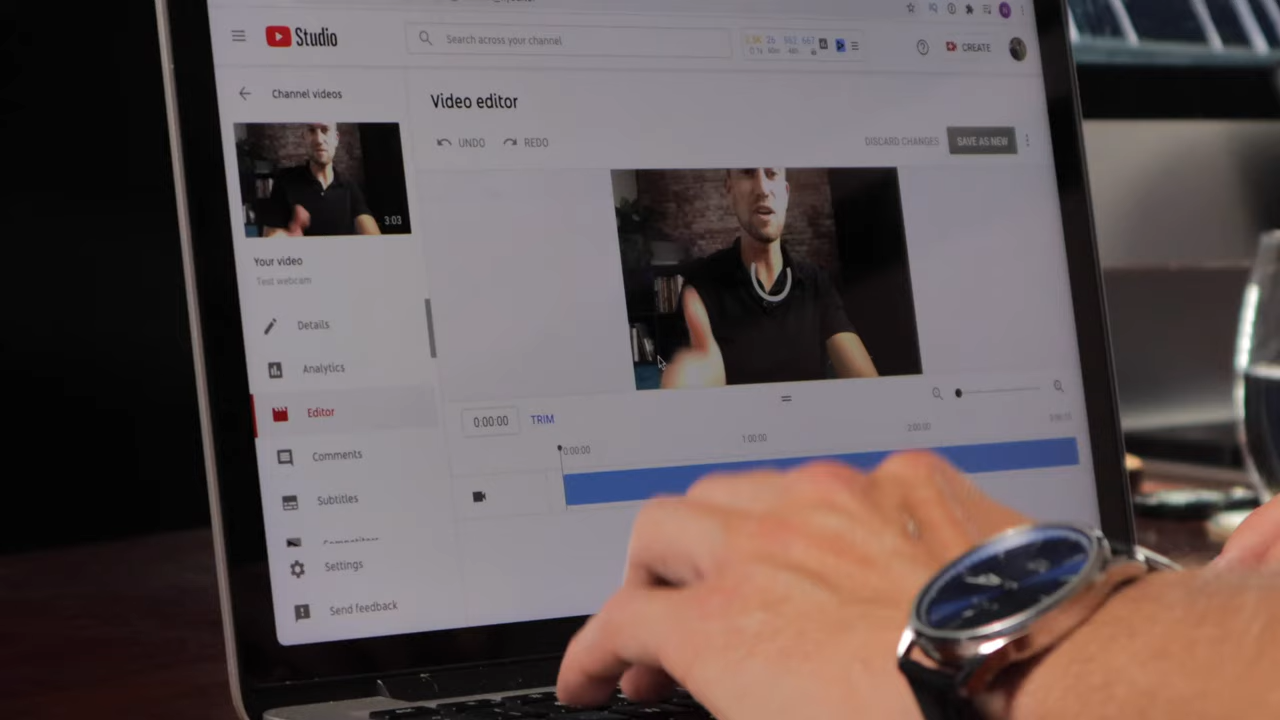 Studio
Search across your channel
CREATE
Channel videos
Video editor
UNDO
REDO
DISCARD CHANGES
SAVE AS NEW
3:03
Your video
Test webcam
Details
Analytics
Editor
0:00:00
TRIM
0:00:00
1:00:00
2:00:00
Comments
Subtitles
Settings
Send feedback